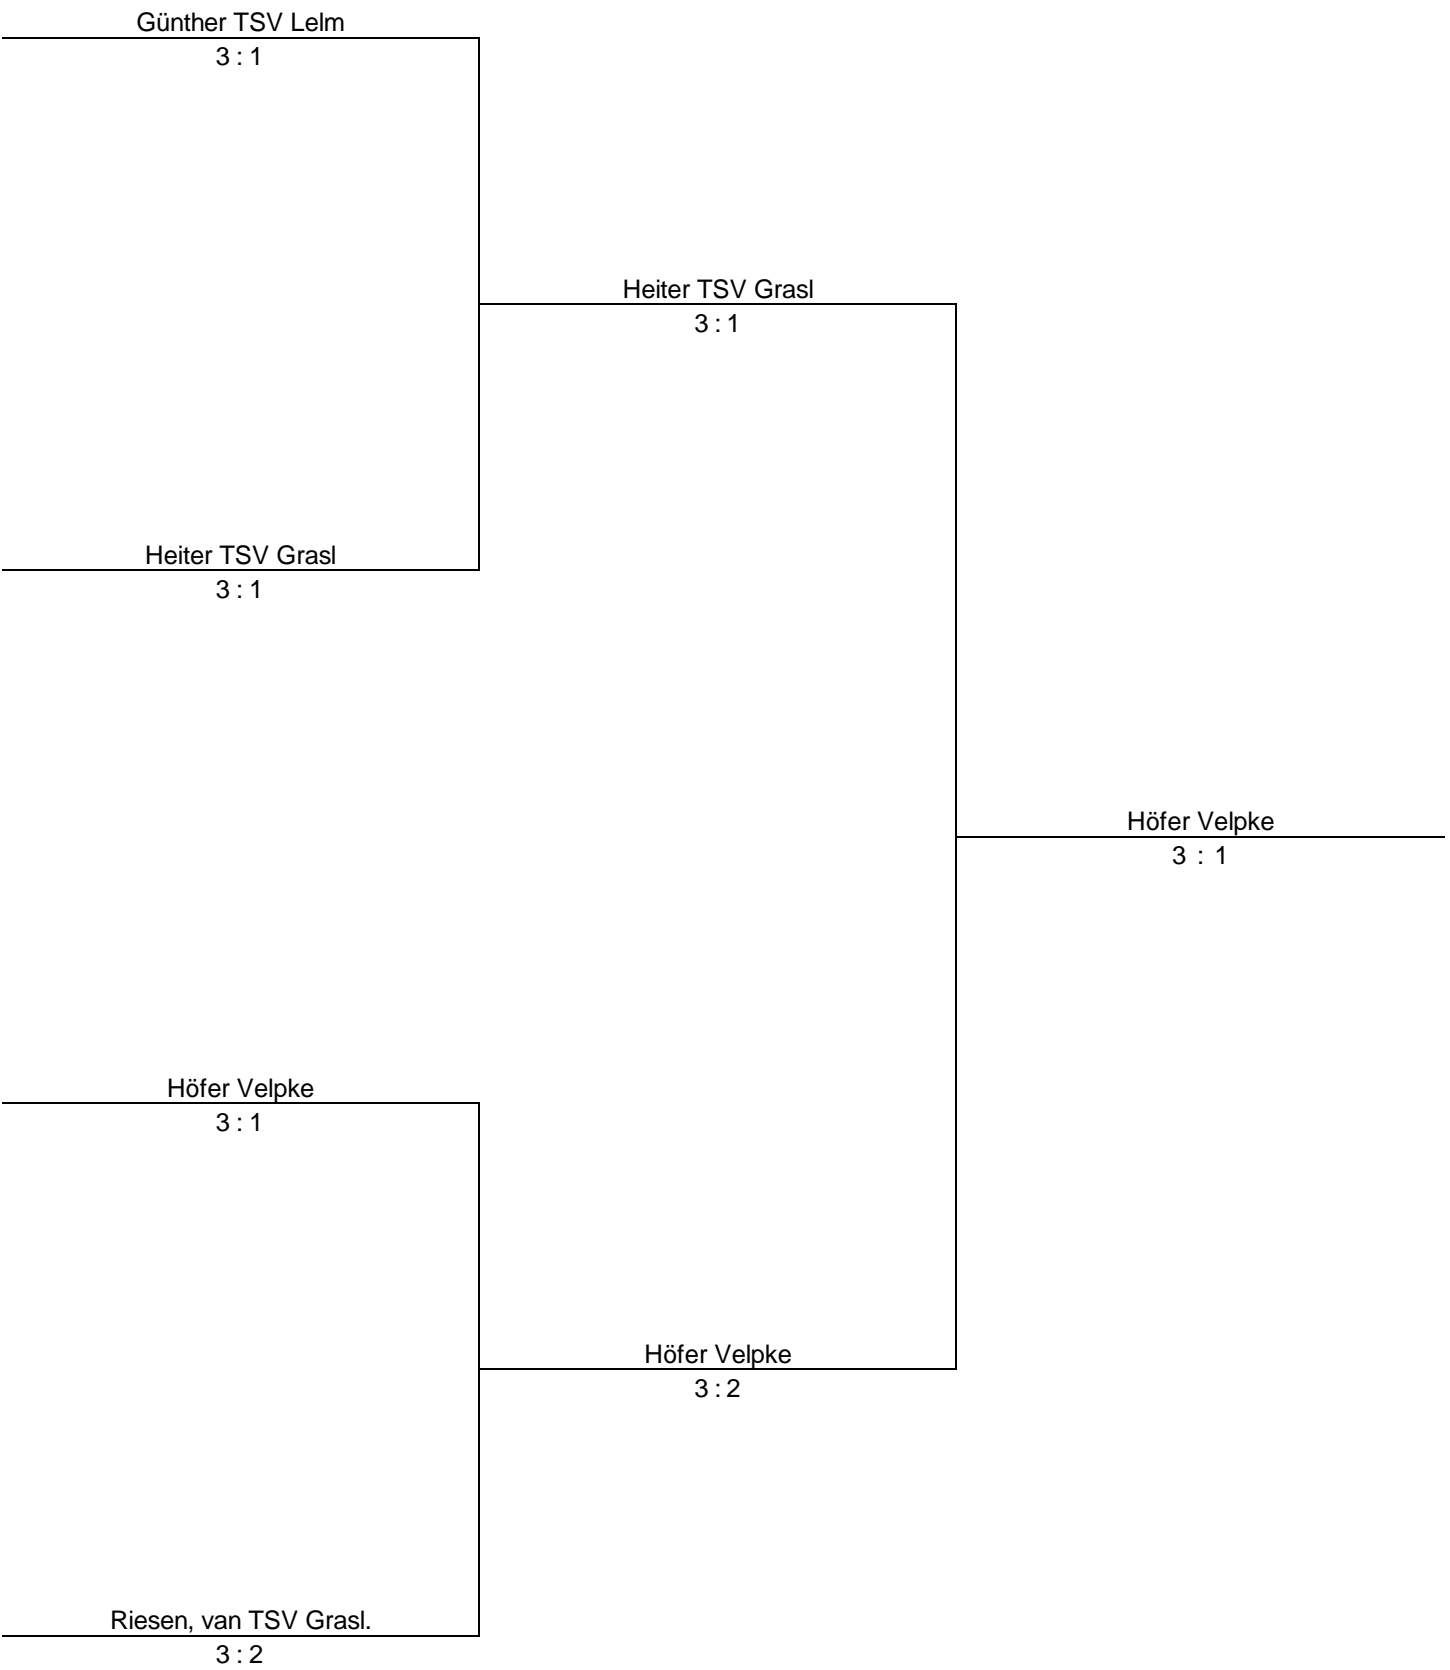 Günther TSV Lelm
3 : 1
Heiter TSV Grasl
3 : 1
Heiter TSV Grasl
3 : 1
Höfer Velpke
3 : 1
Höfer Velpke
3 : 1
Höfer Velpke
3 : 2
Riesen, van TSV Grasl.
3 : 2